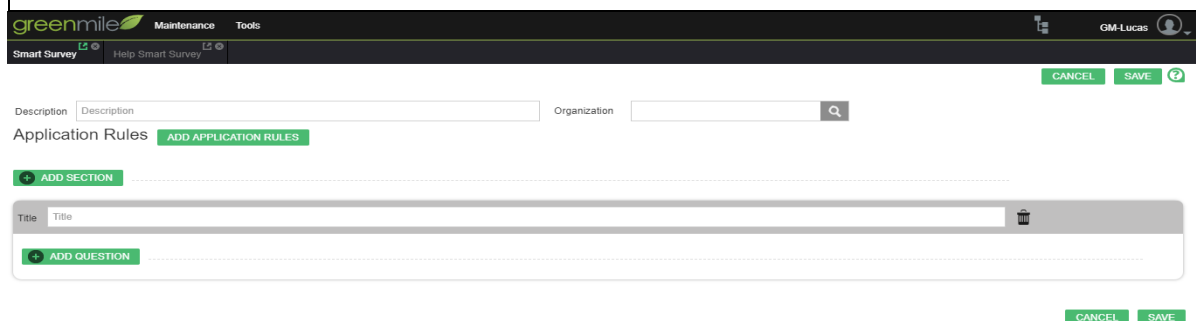 greenmile Maintenance Tools GM-Lucas
Smart Survey Help Smart Survey
CANCEL SAVE ?
Description Description Organization
Application Rules ADD APPLICATION RULES
+ ADD SECTION
Title Title
+ ADD QUESTION
CANCEL SAVE